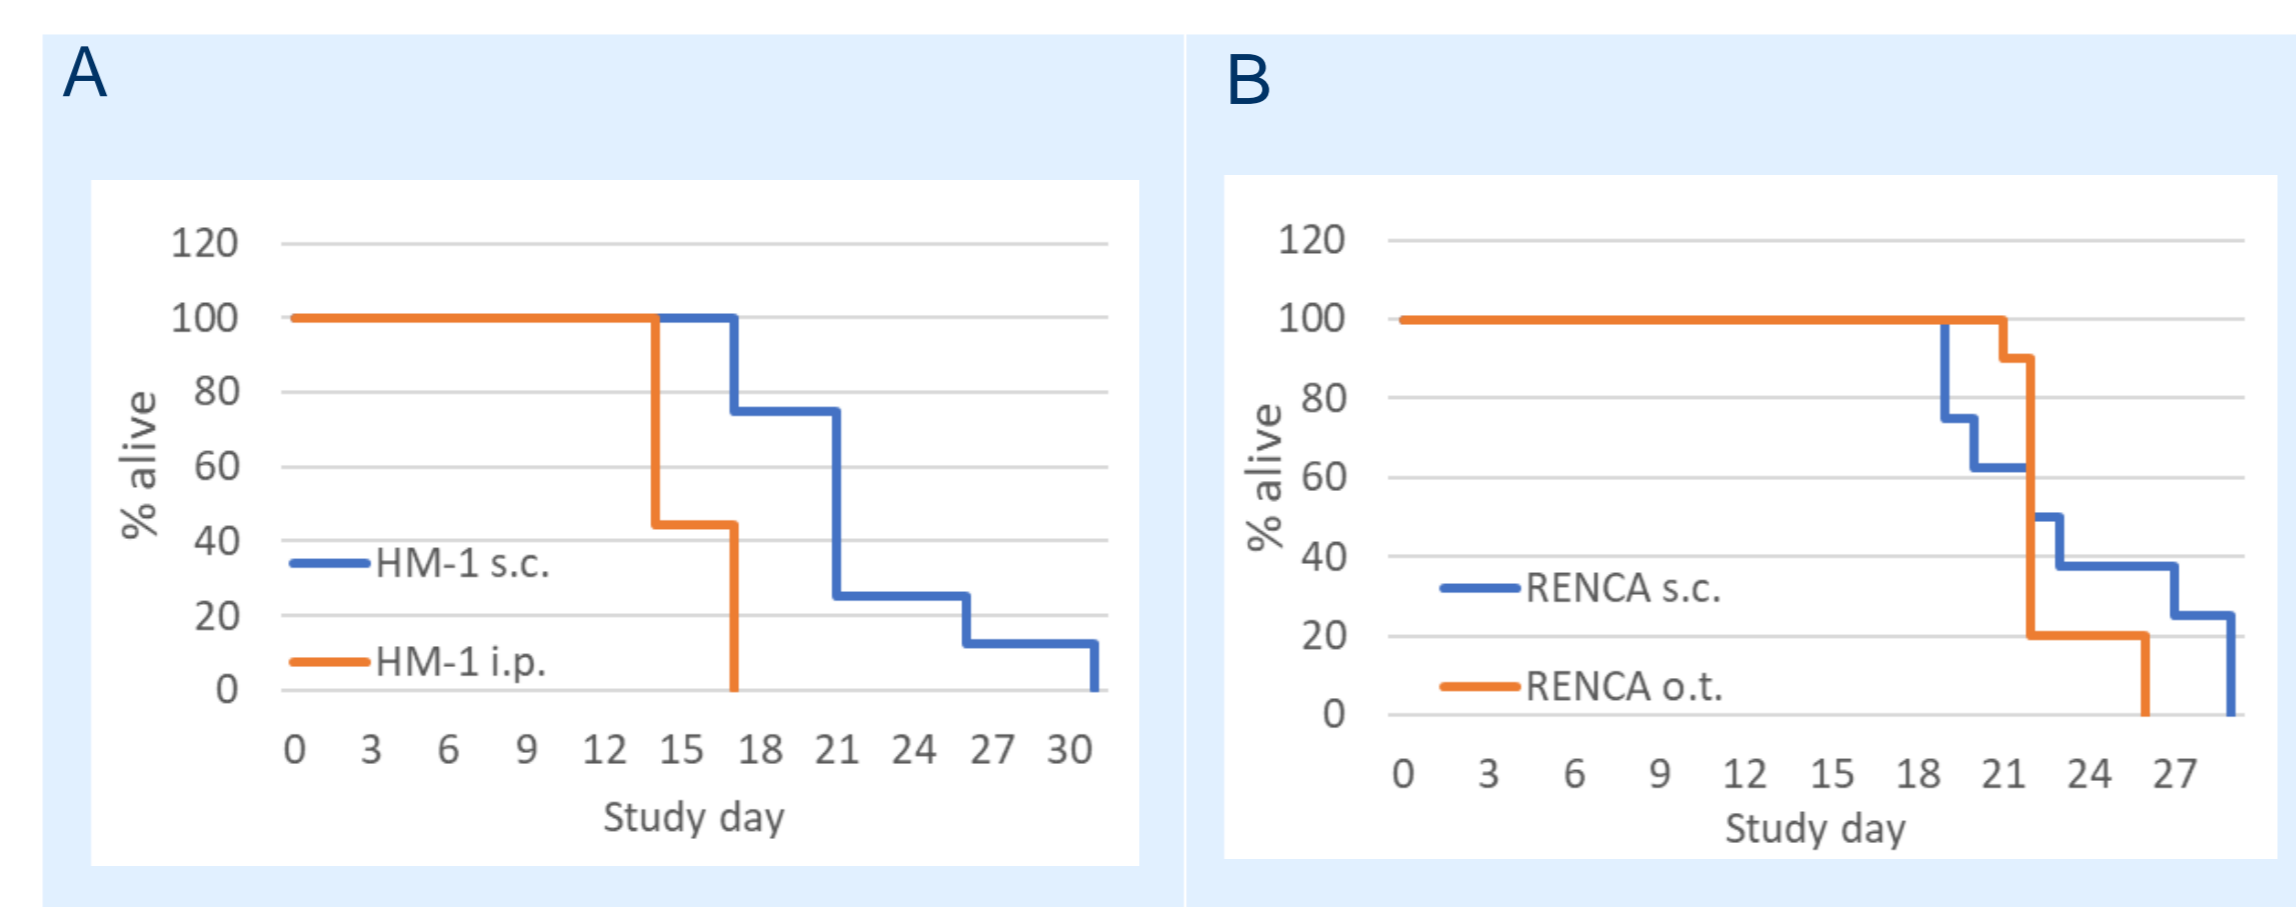 A
120
100
80
60
40
20
0
% alive
HM-1 s.c.
HM-1 i.p.
0 3 6 9 12 15 18 21 24 27 30
Study day
B
120
100
80
60
40
20
0
% alive
RENCA s.c.
RENCA o.t.
0 3 6 9 12 15 18 21 24 27
Study day